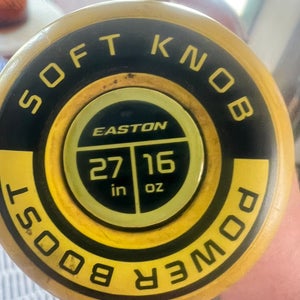 SOFT KNOB
EASTON
27 16
in oz
POWER BOOST